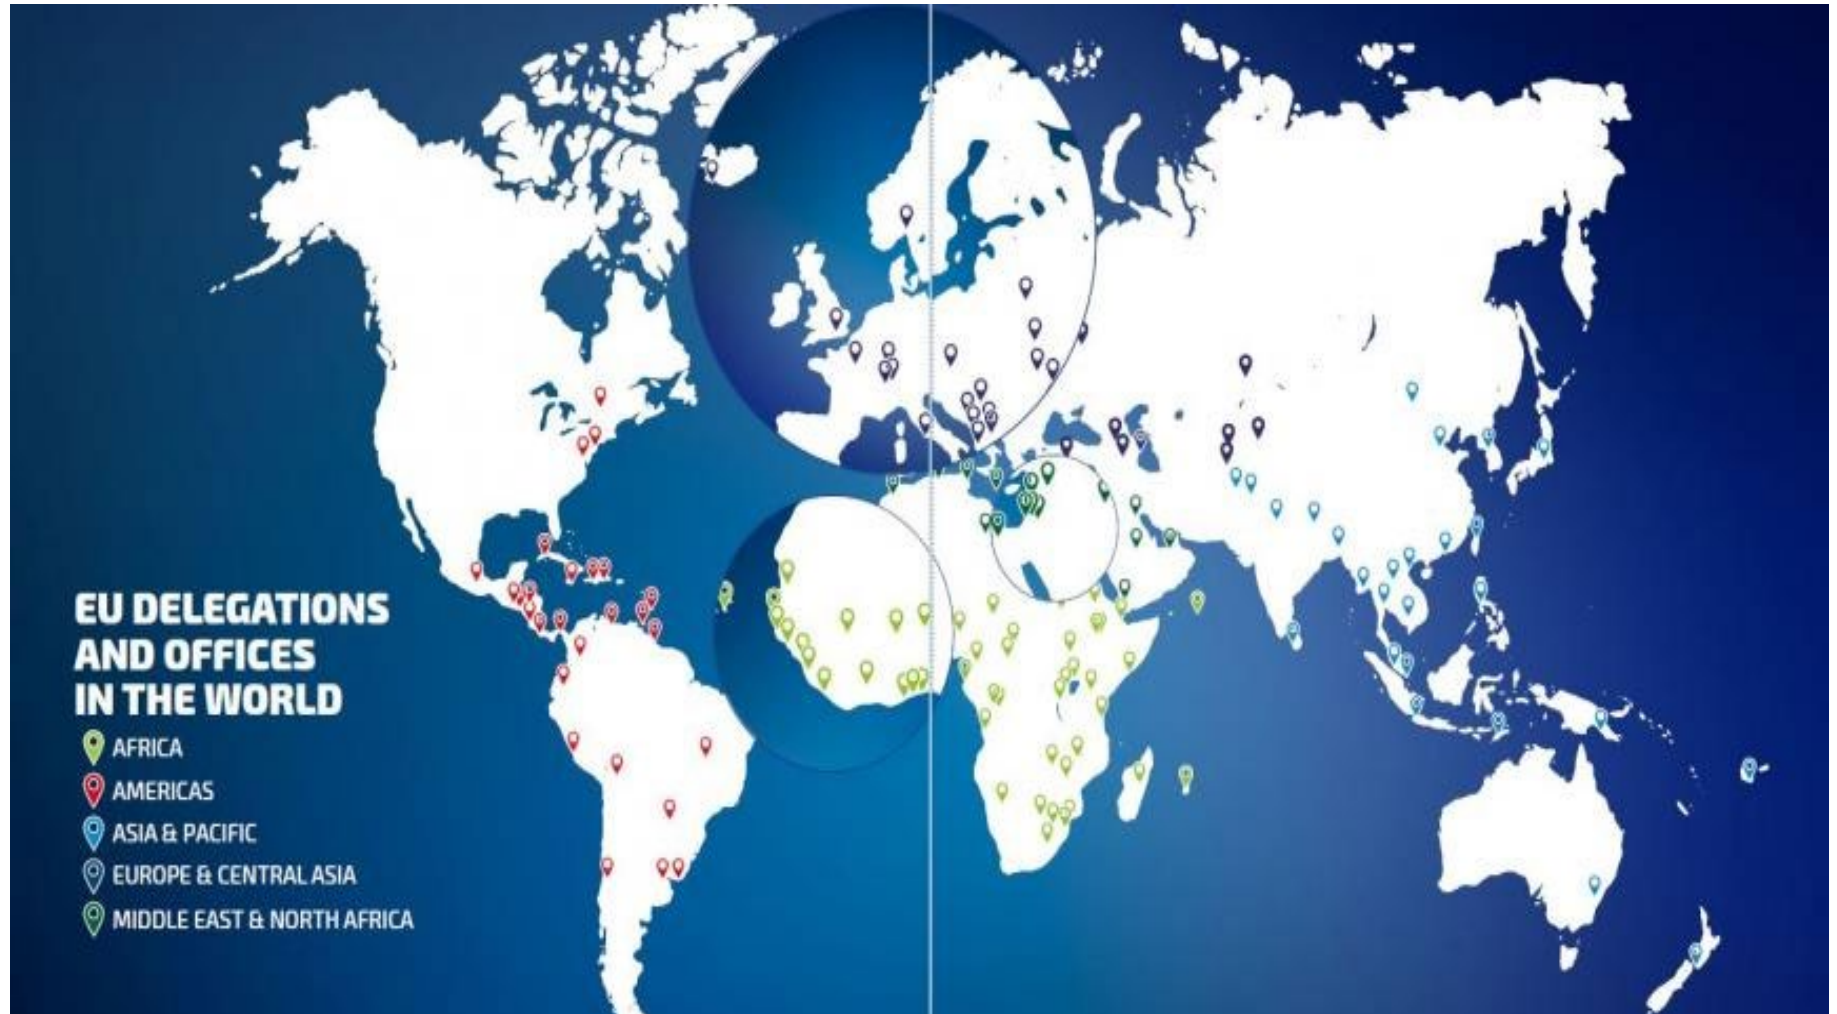 EU DELEGATIONS
AND OFFICES
IN THE WORLD
AFRICA
AMERICAS
ASIA & PACIFIC
EUROPE & CENTRAL ASIA
MIDDLE EAST & NORTH AFRICA